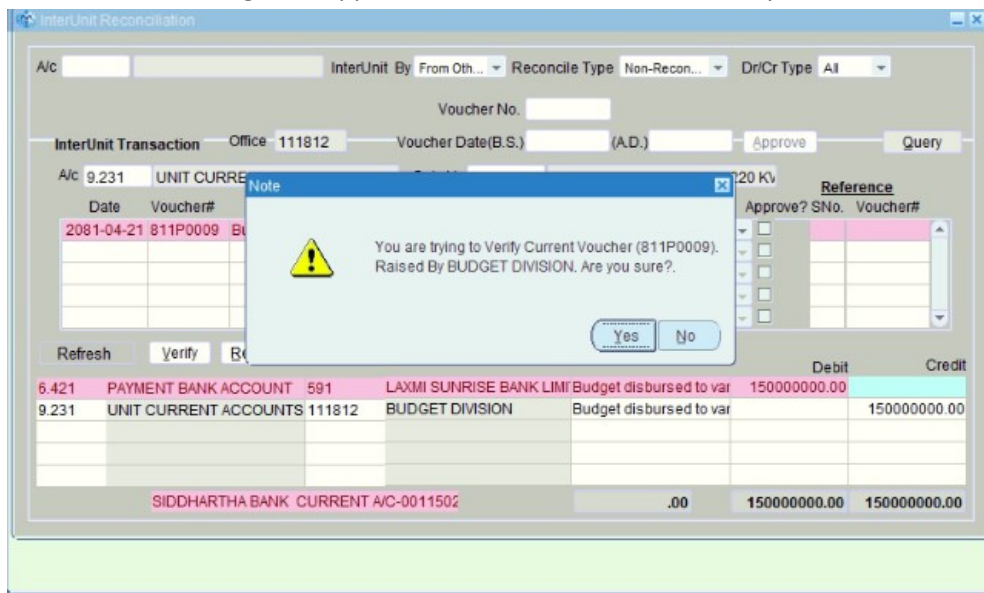 InterUnit Reconciliation
A/c InterUnit By From Oth... Reconcile Type Non-Recon... Dr/Cr Type All
Voucher No.
InterUnit Transaction Office 111812 Voucher Date(B.S.) (A.D.) Approve Query
A/c 9.231 UNIT CURRE 220 KV
Note
Reference
Date Voucher# Approve? SNo. Voucher#
2081-04-21 811P0009 Bu
You are trying to Verify Current Voucher (811P0009).
Raised By BUDGET DIVISION. Are you sure?.
Yes No
Refresh Verify
Debit Credit
6.421 PAYMENT BANK ACCOUNT 591 LAXMI SUNRISE BANK LIMI Budget disbursed to var 150000000.00
9.231 UNIT CURRENT ACCOUNTS 111812 BUDGET DIVISION Budget disbursed to var 150000000.00
SIDDHARTHA BANK CURRENT A/C-0011502 .00 150000000.00 150000000.00